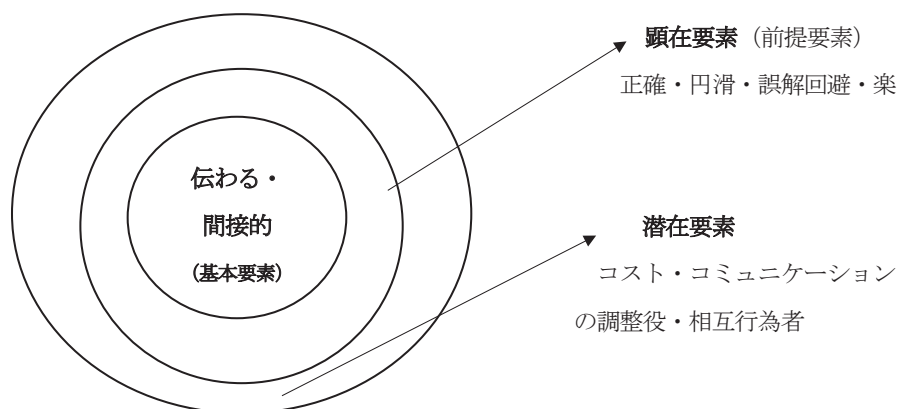 伝わる・
間接的
(基本要素)
顕在要素（前提要素）
正確・円滑・誤解回避・楽
潜在要素
コスト・コミュニケーション
の調整役・相互行為者